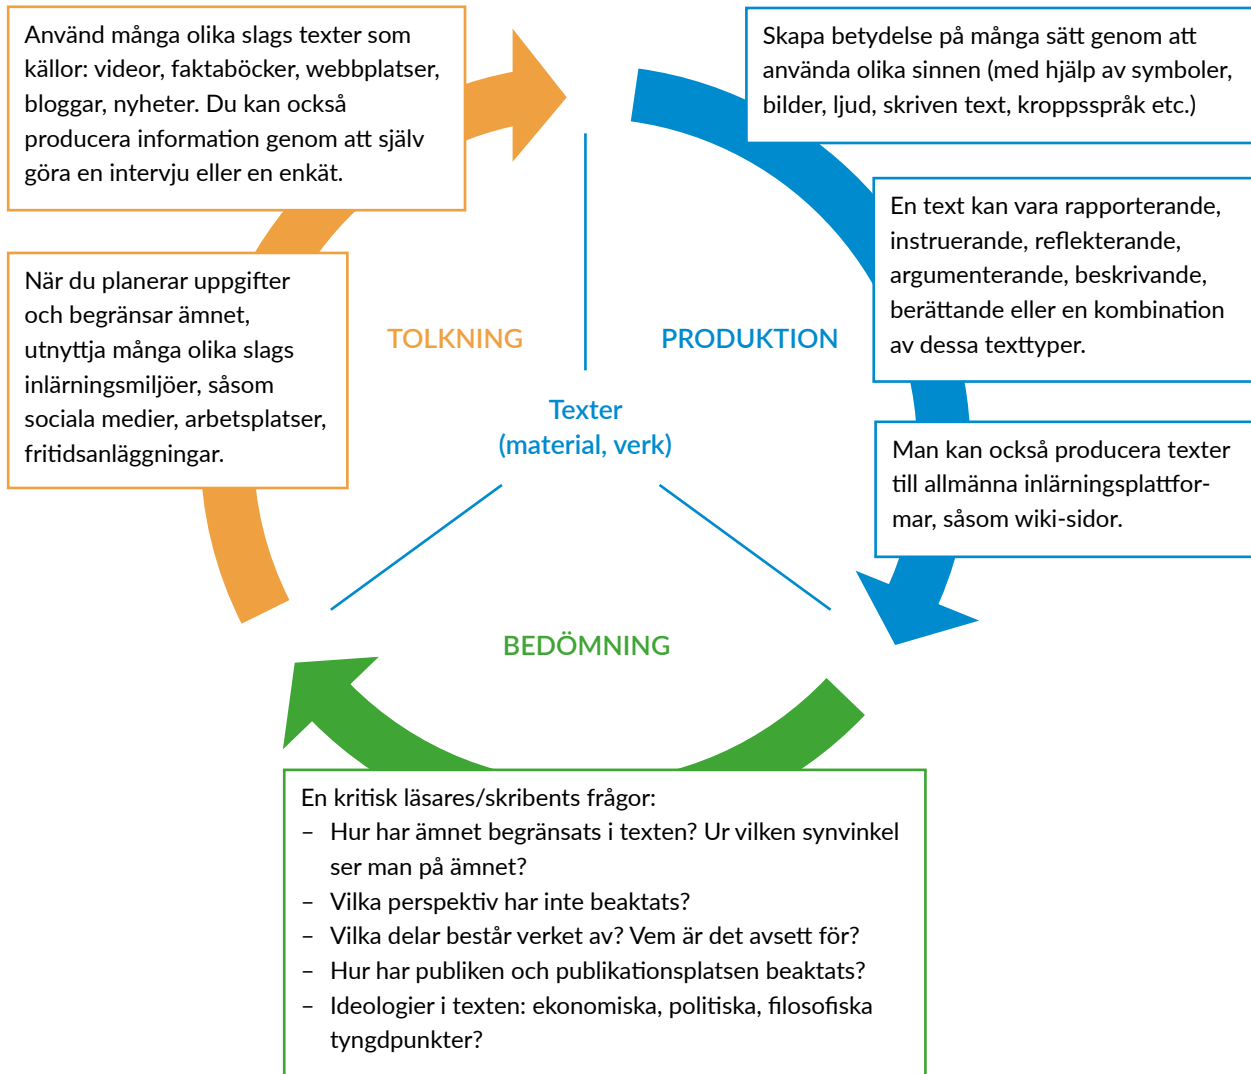 Använd många olika slags texter som
källor: videor, faktaböcker, webbplatser,
bloggar, nyheter. Du kan också
producera information genom att själv
göra en intervju eller en enkät.
Skapa betydelse på många sätt genom att
använda olika sinnen (med hjälp av symboler,
bilder, ljud, skriven text, kroppsspråk etc.)
En text kan vara rapporterande,
instruerande, reflekterande,
argumenterande, beskrivande,
berättande eller en kombination
av dessa texttyper.
När du planerar uppgifter
och begränsar ämnet,
utnyttja många olika slags
inlärningsmiljöer, såsom
sociala medier, arbetsplatser,
fritidsanläggningar.
TOLKNING
PRODUKTION
Texter
(material, verk)
Man kan också producera texter
till allmänna inlärningsplattfor-
mar, såsom wiki-sidor.
BEDÖMNING
En kritisk läsares/skribents frågor:
– Hur har ämnet begränsats i texten? Ur vilken synvinkel
ser man på ämnet?
– Vilka perspektiv har inte beaktats?
– Vilka delar består verket av? Vem är det avsett för?
– Hur har publiken och publikationsplatsen beaktats?
– Ideologier i texten: ekonomiska, politiska, filosofiska
tyngdpunkter?